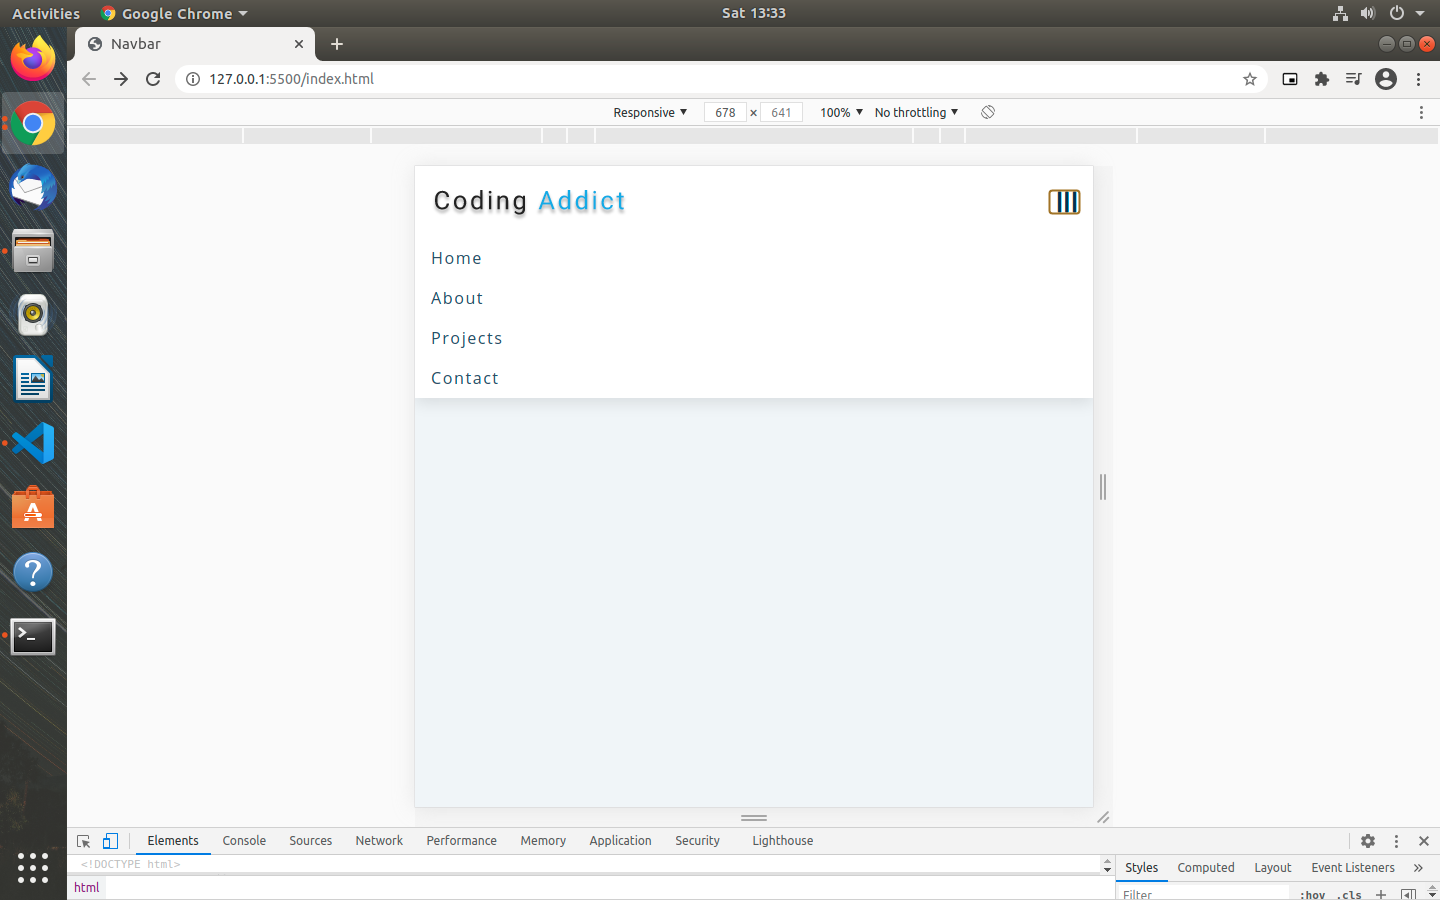 Activities Google Chrome Sat 13:33
Navbar
127.0.0.1:5500/index.html
Responsive 678 × 641 100% No throttling
Coding Addict
Home
About
Projects
Contact
Elements Console Sources Network Performance Memory Application Security Lighthouse
<!DOCTYPE html>
Styles Computed Layout Event Listeners »
html
Filter :hov .cls +